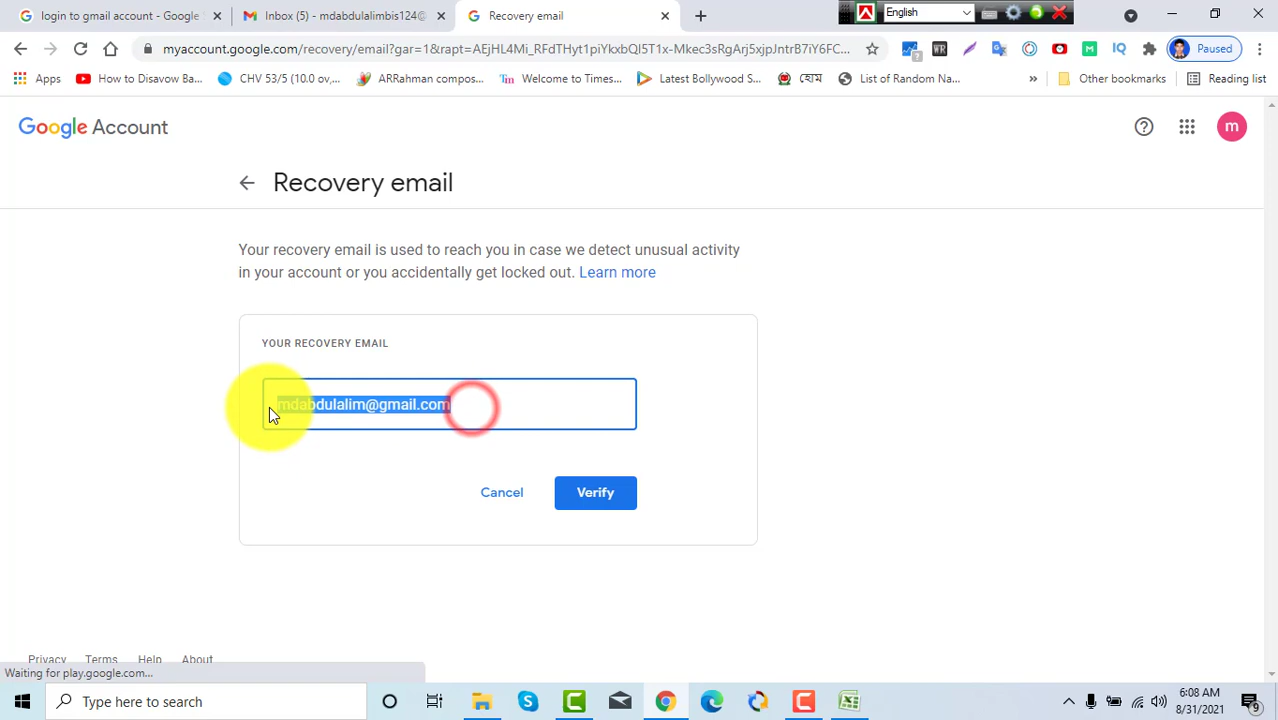 login to gmail account - G
mbis124@
Recovery email
English
myaccount.google.com/recovery/email?gar=1&rapt=AEjHL4Mi_RFdTHyt1piYkxbQl5T1x-Mkec3sRgArj5xjpJntrB7iY6FC...
Paused
Apps
How to Disavow Ba...
CHV 53/5 (10.0 ov,...
ARRahman compos...
Welcome to Times...
Latest Bollywood S...
হোম
List of Random Na...
»
Other bookmarks
Reading list
Google Account
m
Recovery email
Your recovery email is used to reach you in case we detect unusual activity
in your account or you accidentally get locked out. Learn more
YOUR RECOVERY EMAIL
mdabdulalim@gmail.com
Cancel
Verify
Privacy
Terms
Help
About
Waiting for play.google.com...
Type here to search
6:08 AM
8/31/2021
9